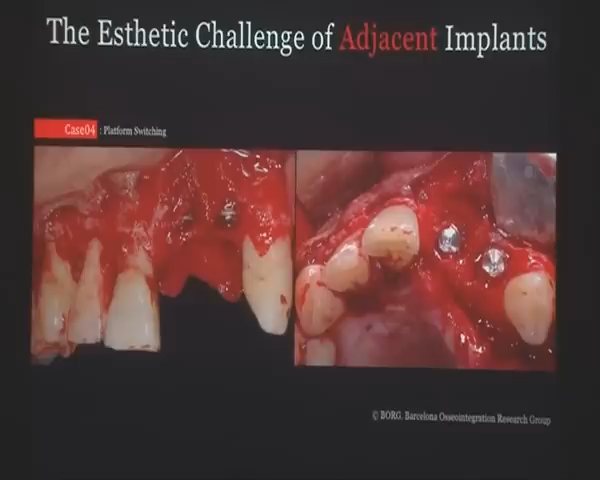 The Esthetic Challenge of Adjacent Implants
Case04 : Platform Switching
© BORG. Barcelona Osseointegration Research Group